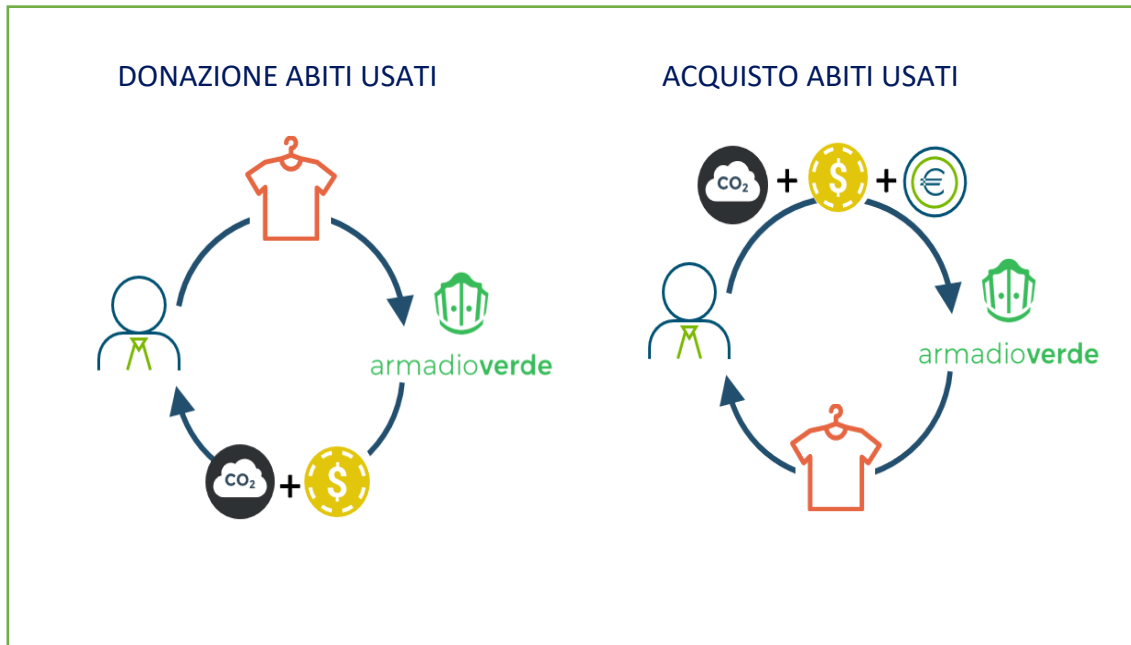 DONAZIONE ABITI USATI
ACQUISTO ABITI USATI
CO₂ + $ + €
armadioverde
armadioverde
CO₂ + $